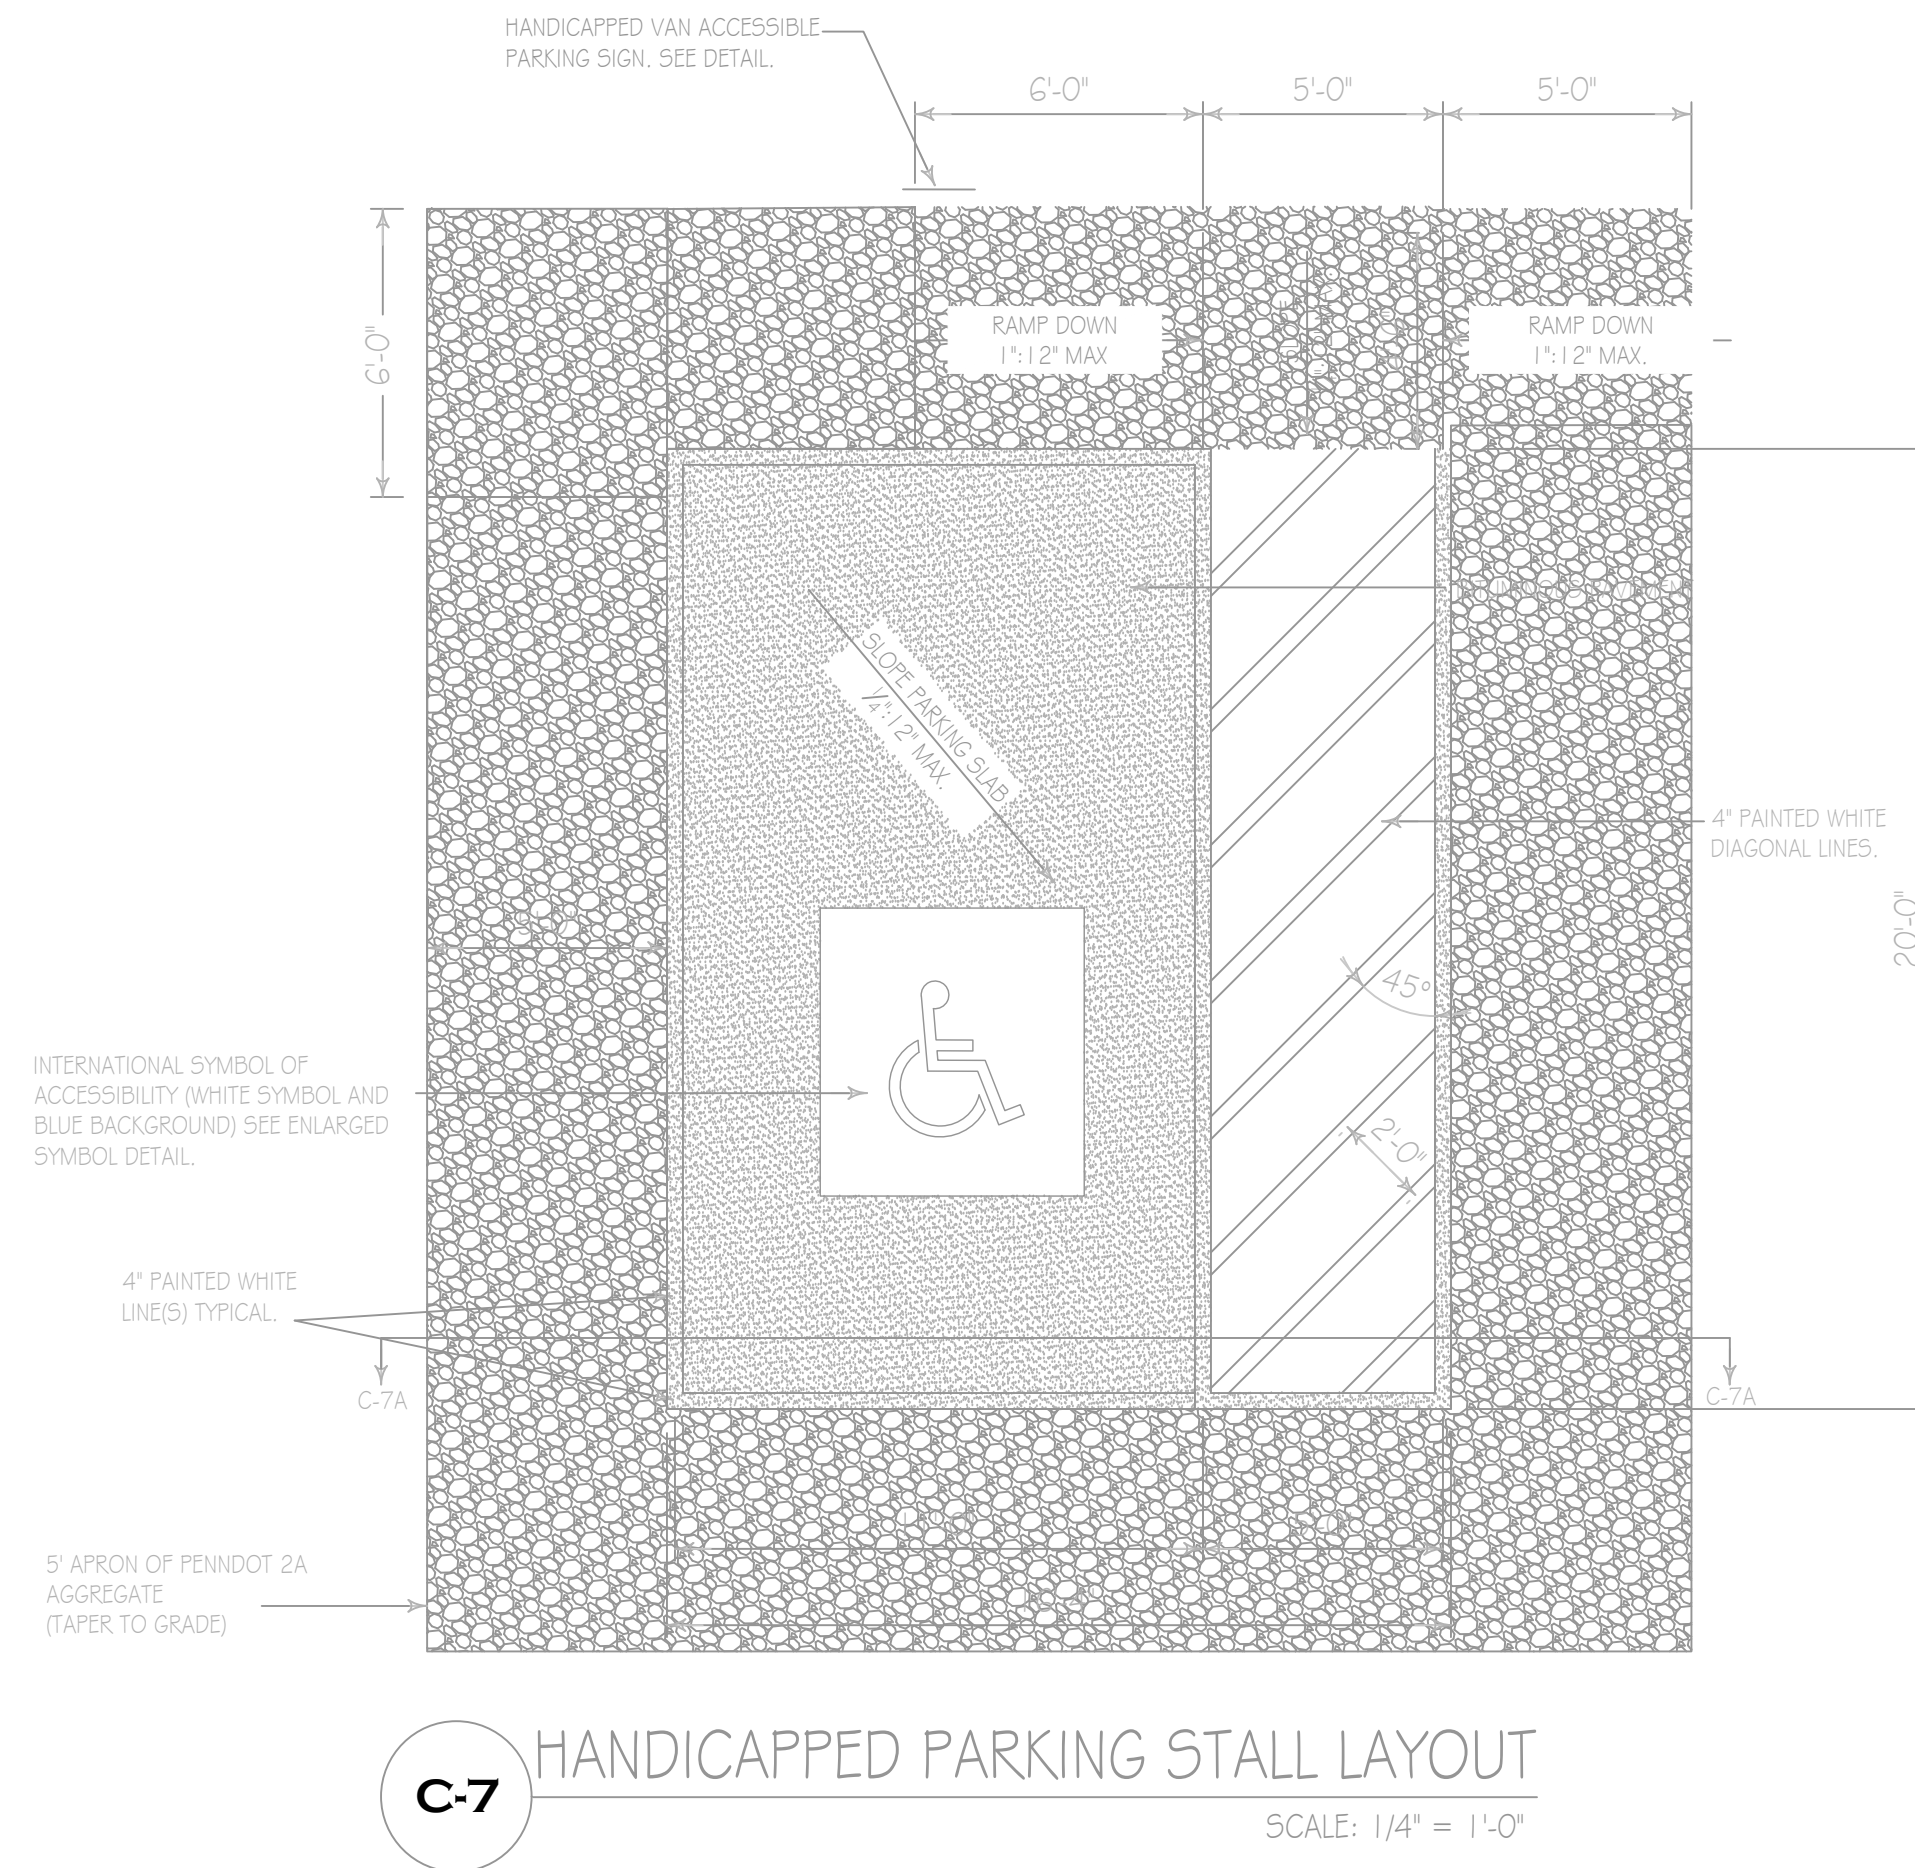 HANDICAPPED VAN ACCESSIBLE
PARKING SIGN. SEE DETAIL.
6'-0"
5'-0"
5'-0"
6'-0"
RAMP DOWN
1":12" MAX
RAMP DOWN
1":12" MAX.
BITUMINOUS PAVEMENT
SLOPE PARKING SLAB
1/4":12" MAX.
4" PAINTED WHITE
DIAGONAL LINES.
20'-0"
5'-0"
45°
INTERNATIONAL SYMBOL OF
ACCESSIBILITY (WHITE SYMBOL AND
BLUE BACKGROUND) SEE ENLARGED
SYMBOL DETAIL.
2'-0"
4" PAINTED WHITE
LINE(S) TYPICAL.
C-7A
C-7A
5' APRON OF PENNDOT 2A
AGGREGATE
(TAPER TO GRADE)
C-7
HANDICAPPED PARKING STALL LAYOUT
SCALE: 1/4" = 1'-0"